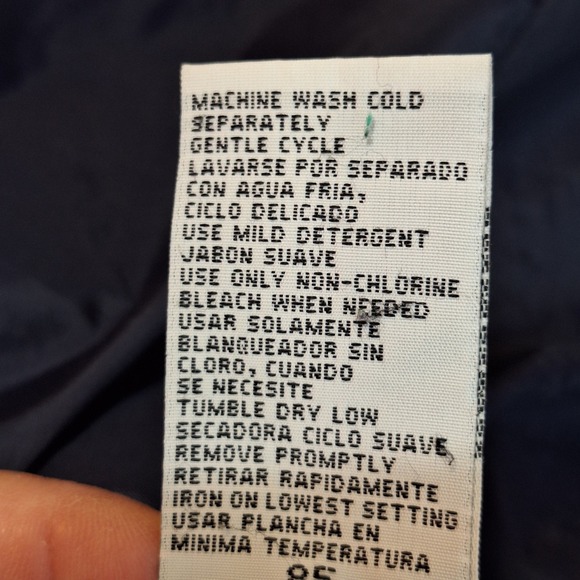 MACHINE WASH COLD
SEPARATELY
GENTLE CYCLE
LAVARSE POR SEPARADO
CON AGUA FRIA,
CICLO DELICADO
USE MILD DETERGENT
JABON SUAVE
USE ONLY NON-CHLORINE
BLEACH WHEN NEEDED
USAR SOLAMENTE
BLANQUEADOR SIN
CLORO, CUANDO
SE NECESITE
TUMBLE DRY LOW
SECADORA CICLO SUAVE,
REMOVE PROMPTLY
RETIRAR RAPIDAMENTE
IRON ON LOWEST SETTING
USAR PLANCHA EN
MINIMA TEMPERATURA